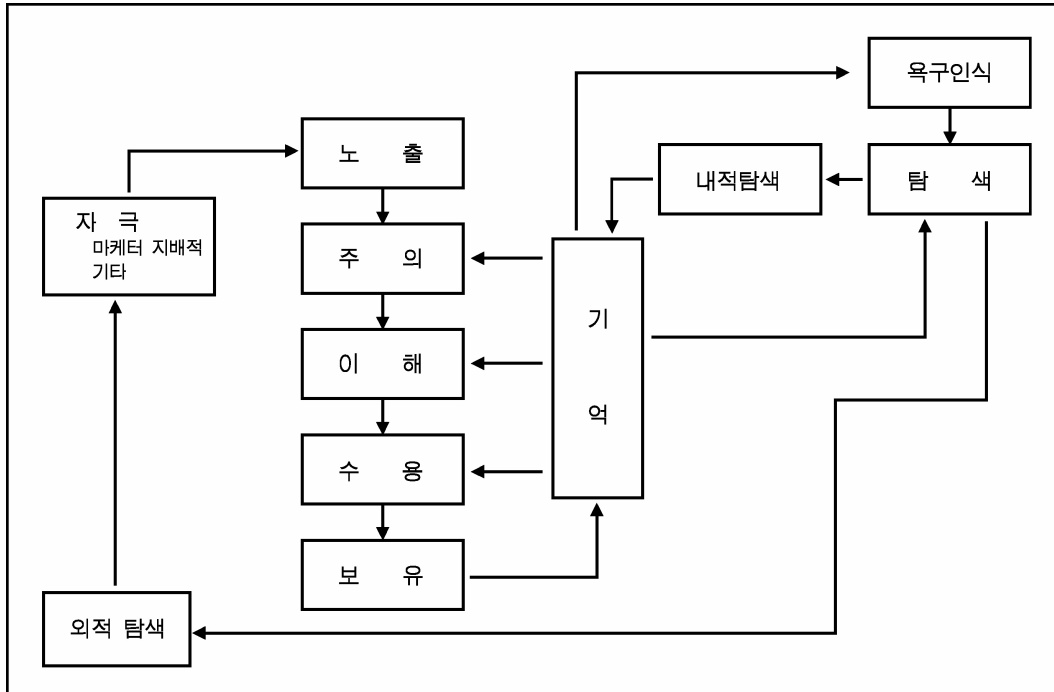 욕구인식
노 출
내적탐색
탐 색
자 극
마케터 지배적
기타
주 의
기
억
이 해
수 용
보 유
외적 탐색